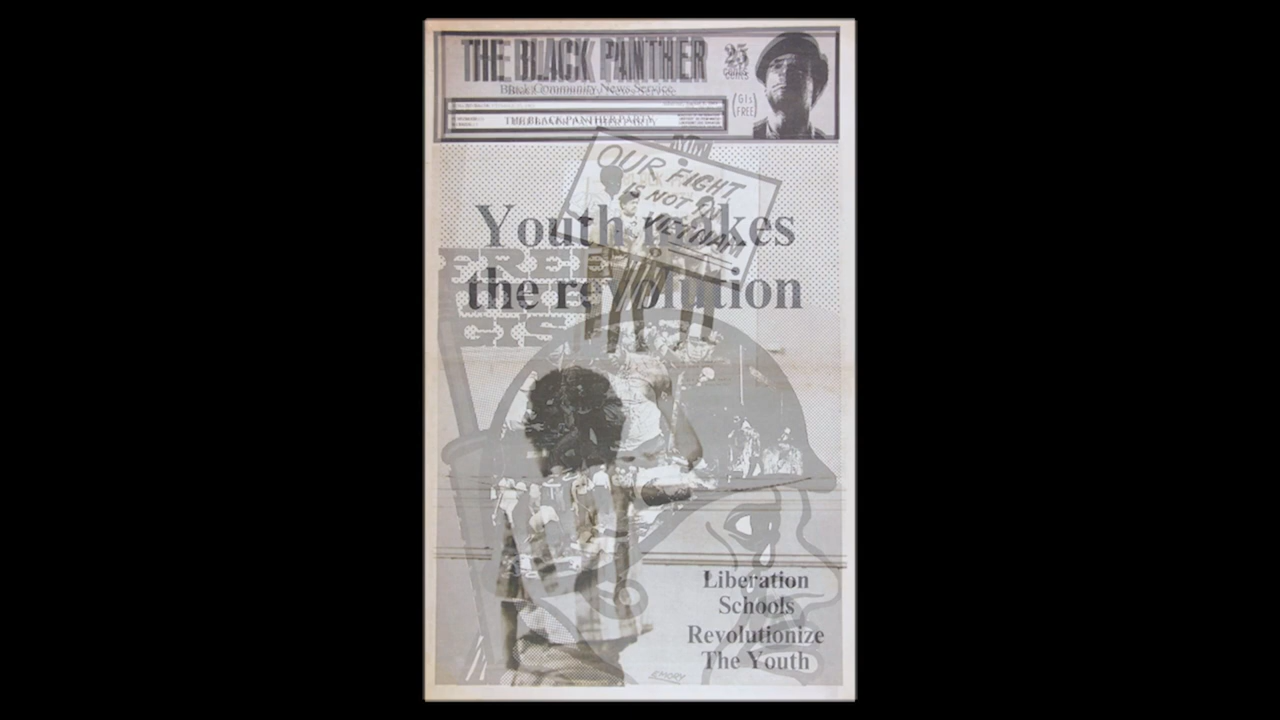 THE BLACK PANTHER
25
cents
Black Community News Service
(GIs
FREE)
THE BLACK PANTHER PARTY
OUR FIGHT
IS NOT IN
VIETNAM
Youth makes
the revolution
FREE
GIS
Liberation
Schools
Revolutionize
The Youth
EMORY